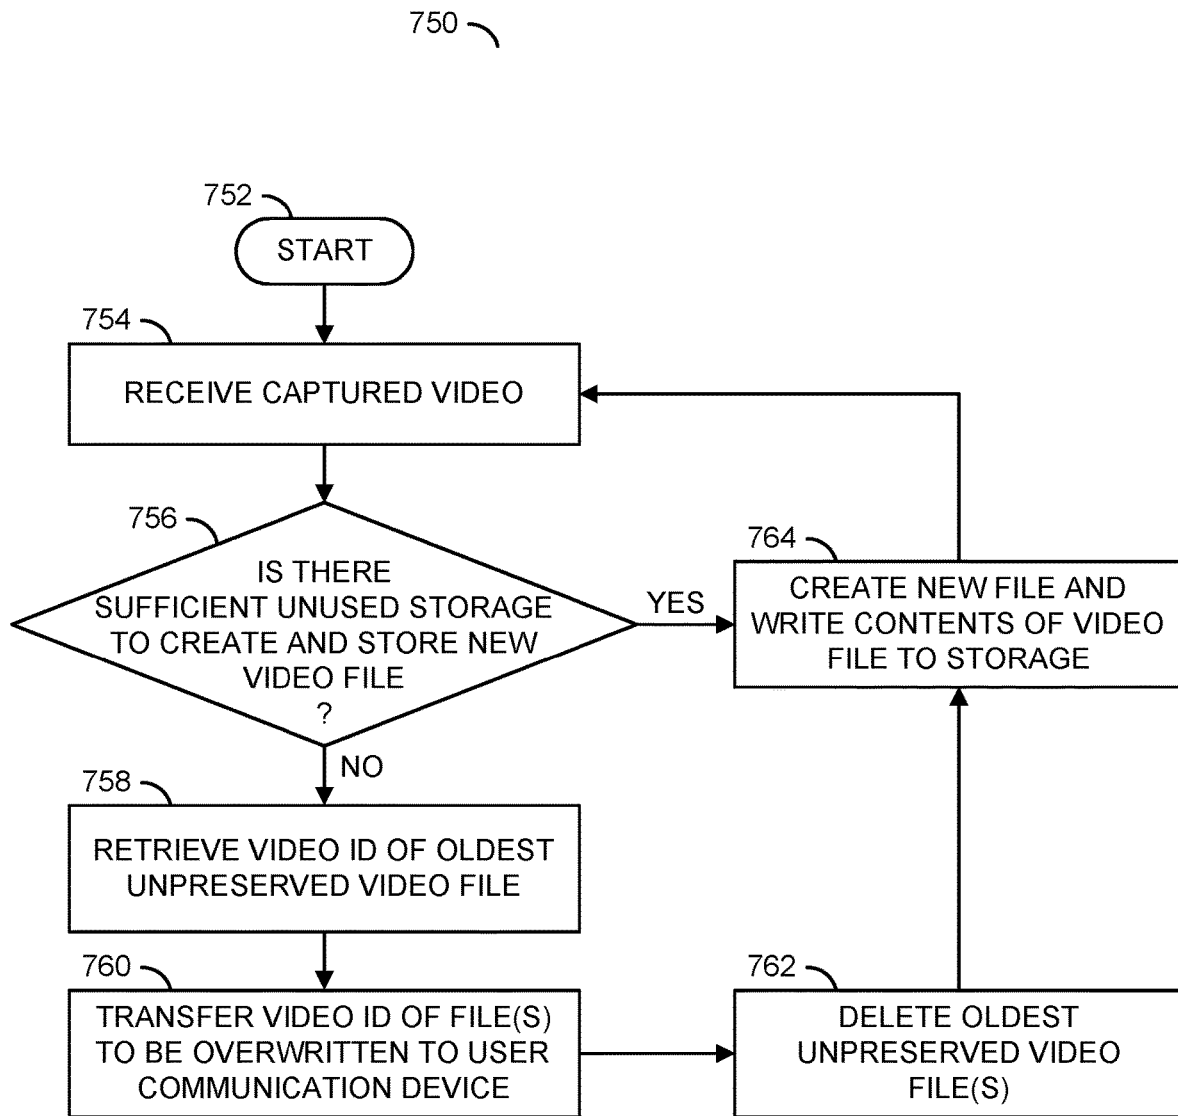 750
752
START
754
RECEIVE CAPTURED VIDEO
756
IS THERE
SUFFICIENT UNUSED STORAGE
TO CREATE AND STORE NEW
VIDEO FILE
?
YES
764
CREATE NEW FILE AND
WRITE CONTENTS OF VIDEO
FILE TO STORAGE
NO
758
RETRIEVE VIDEO ID OF OLDEST
UNPRESERVED VIDEO FILE
760
TRANSFER VIDEO ID OF FILE(S)
TO BE OVERWRITTEN TO USER
COMMUNICATION DEVICE
762
DELETE OLDEST
UNPRESERVED VIDEO
FILE(S)